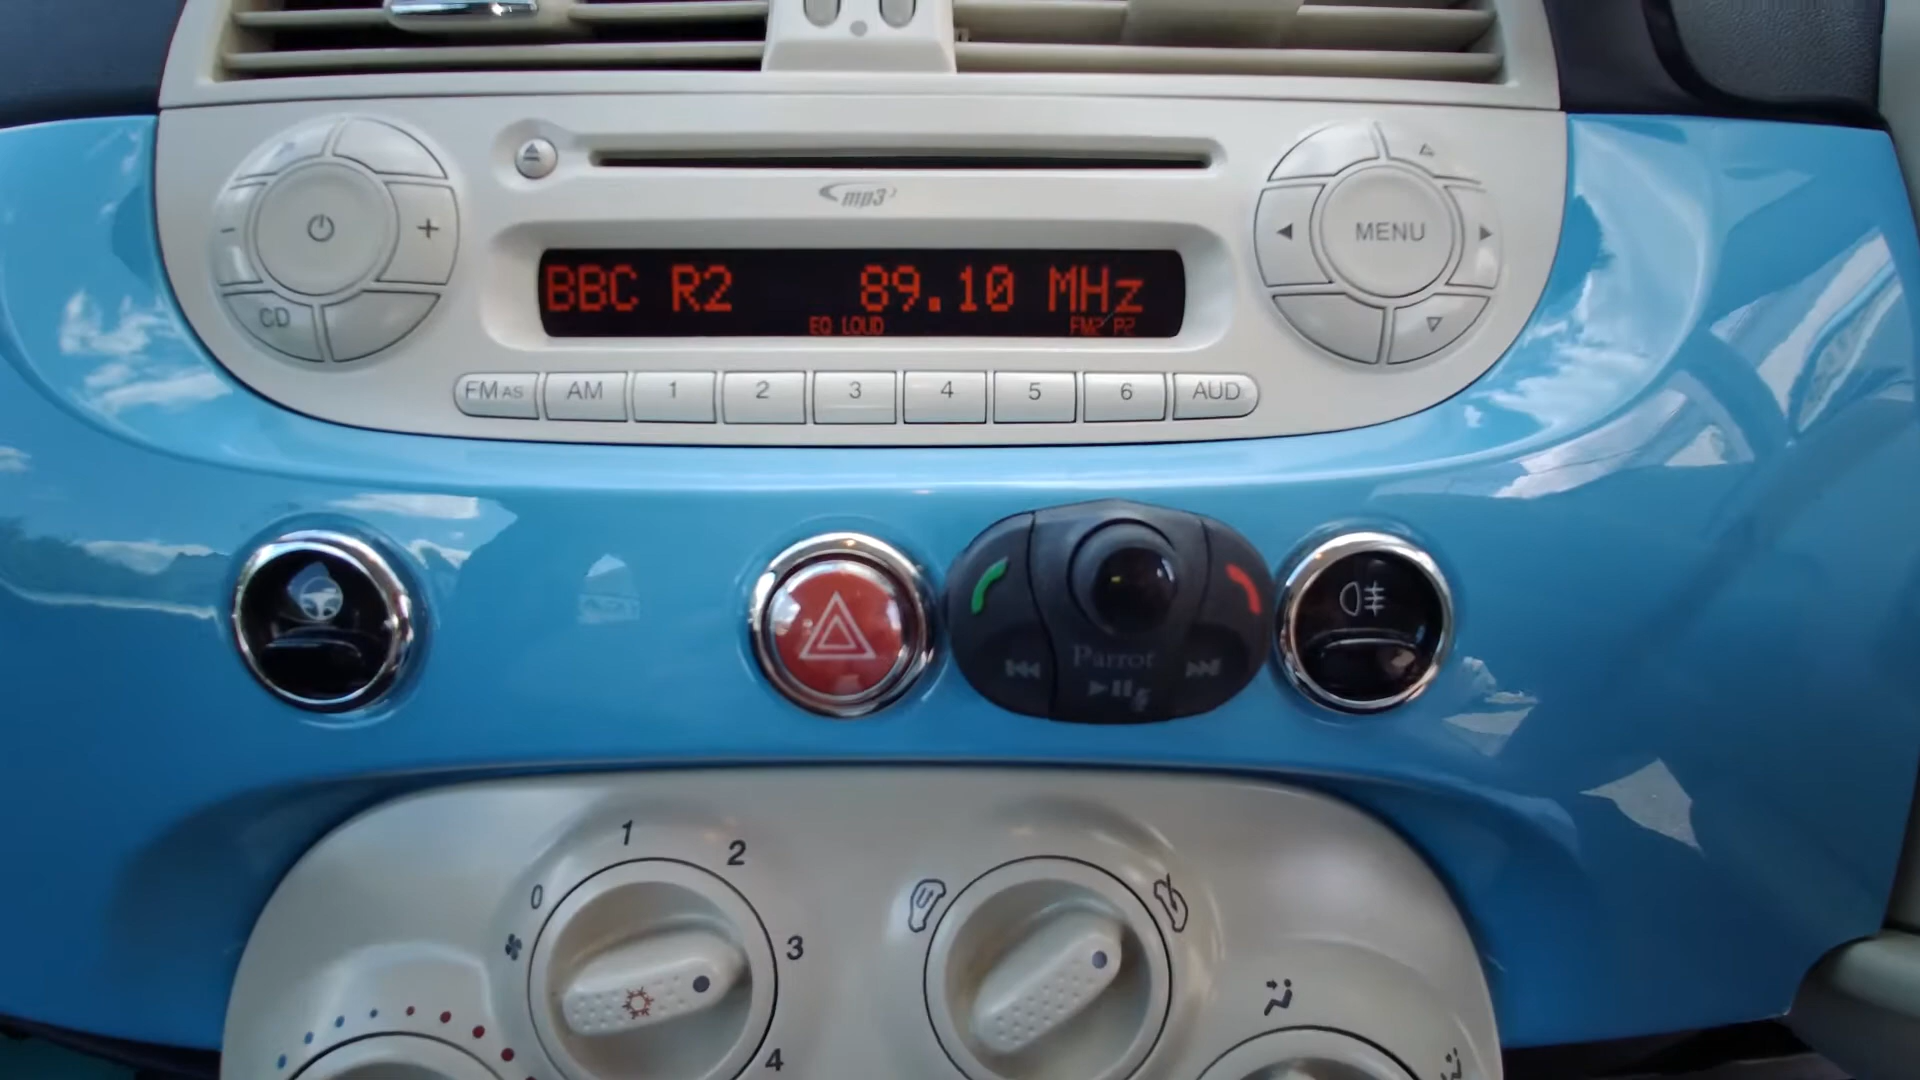 mp3
MENU
BBC R2 89.10 MHz
EQ LOUD FM2 P2
CD
FM AS AM 1 2 3 4 5 6 AUD
Parrot
1
2
0
3
4